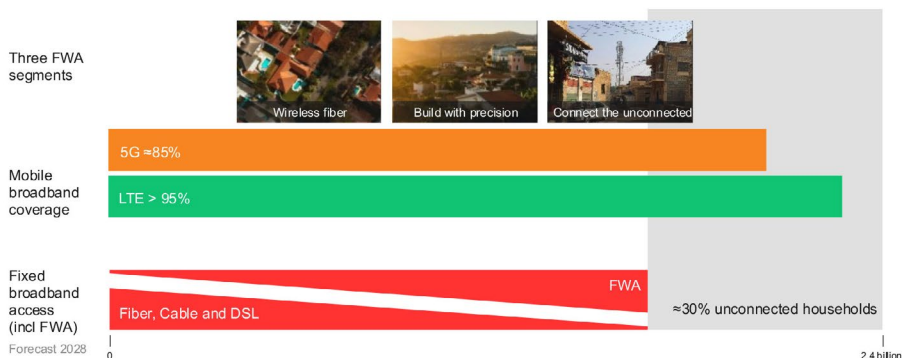 Three FWA
segments
Wireless fiber
Build with precision
Connect the unconnected
5G ≈85%
Mobile
broadband
coverage
LTE > 95%
Fixed
broadband
access
(incl FWA)
FWA
Fiber, Cable and DSL
≈30% unconnected households
Forecast 2028
0
2.4 billion